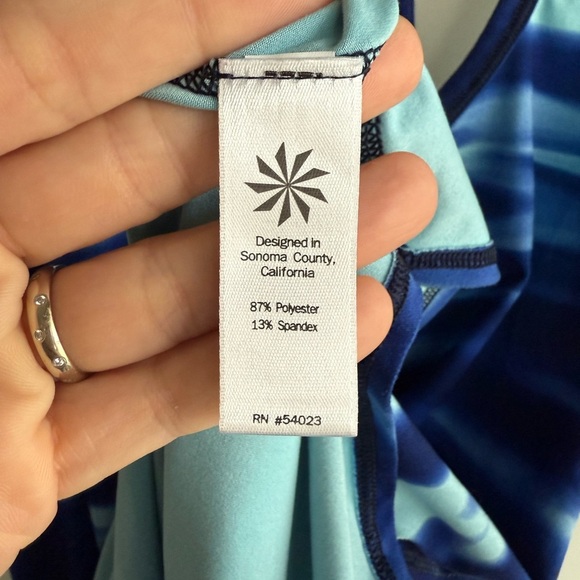 Designed in
Sonoma County,
California
87% Polyester
13% Spandex
RN #54023